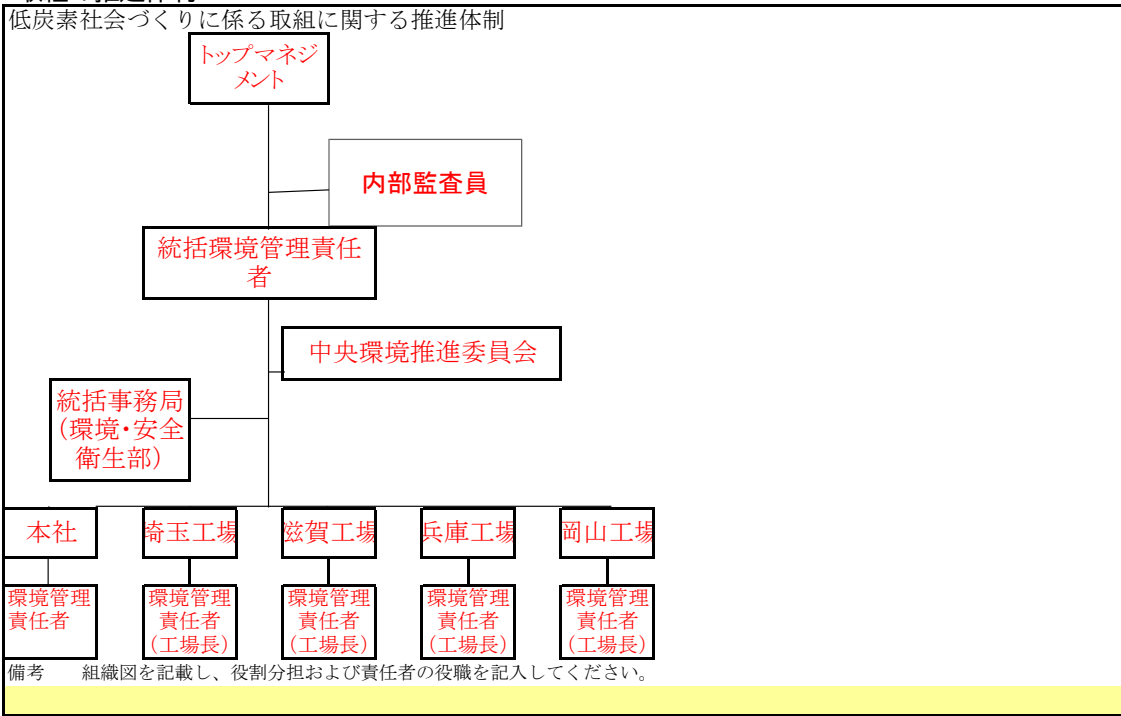 低炭素社会づくりに係る取組に関する推進体制
トップマネジ
メント
内部監査員
統括環境管理責任
者
中央環境推進委員会
統括事務局
（環境・安全
衛生部）
本社
埼玉工場
滋賀工場
兵庫工場
岡山工場
環境管理
責任者
環境管理
責任者
（工場長）
環境管理
責任者
（工場長）
環境管理
責任者
（工場長）
環境管理
責任者
（工場長）
備考　組織図を記載し、役割分担および責任者の役職を記入してください。